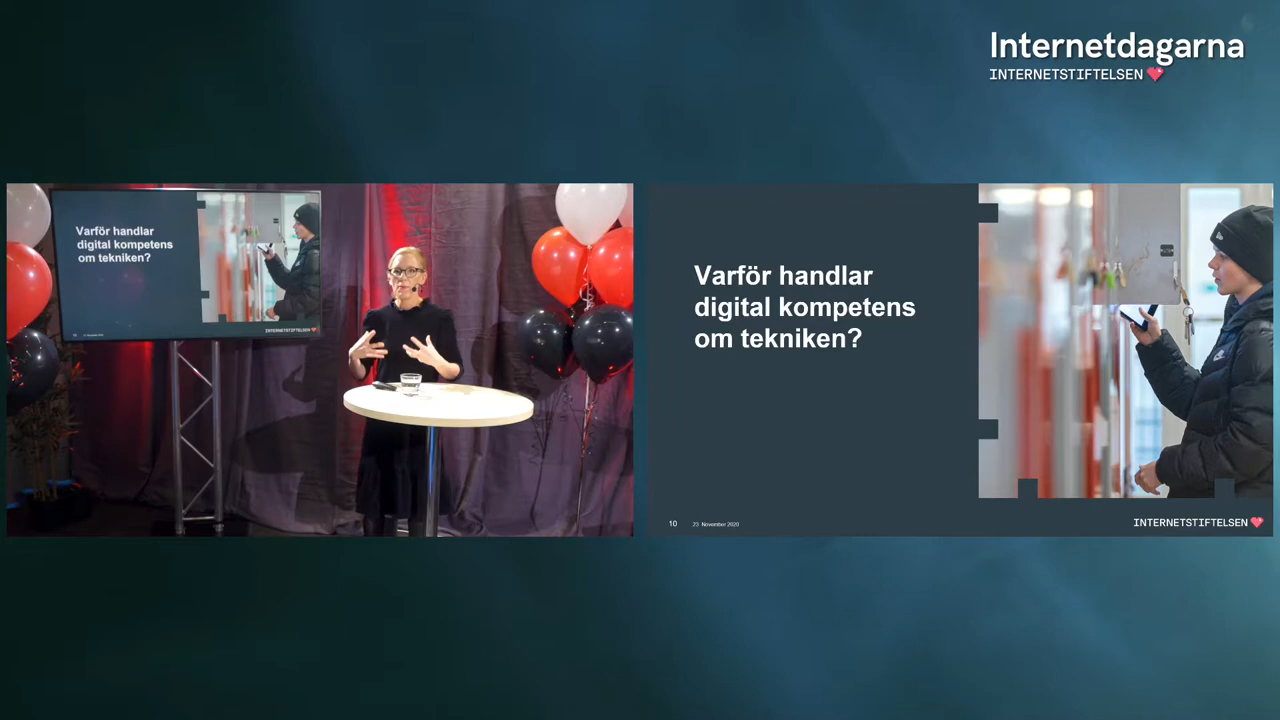 Internetdagarna
INTERNETSTIFTELSEN
Varför handlar
digital kompetens
om tekniken?
INTERNETSTIFTELSEN
Varför handlar
digital kompetens
om tekniken?
10
23 November 2020
INTERNETSTIFTELSEN